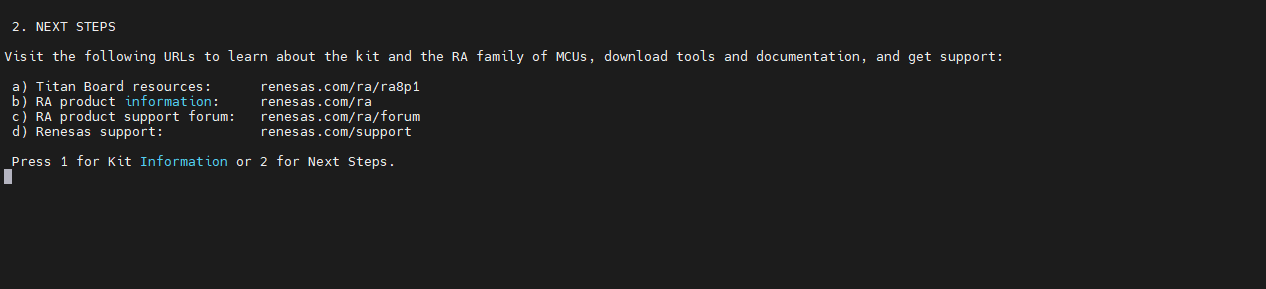 2. NEXT STEPS
Visit the following URLs to learn about the kit and the RA family of MCUs, download tools and documentation, and get support:
a) Titan Board resources: renesas.com/ra/ra8p1
b) RA product information: renesas.com/ra
c) RA product support forum: renesas.com/ra/forum
d) Renesas support: renesas.com/support
Press 1 for Kit Information or 2 for Next Steps.